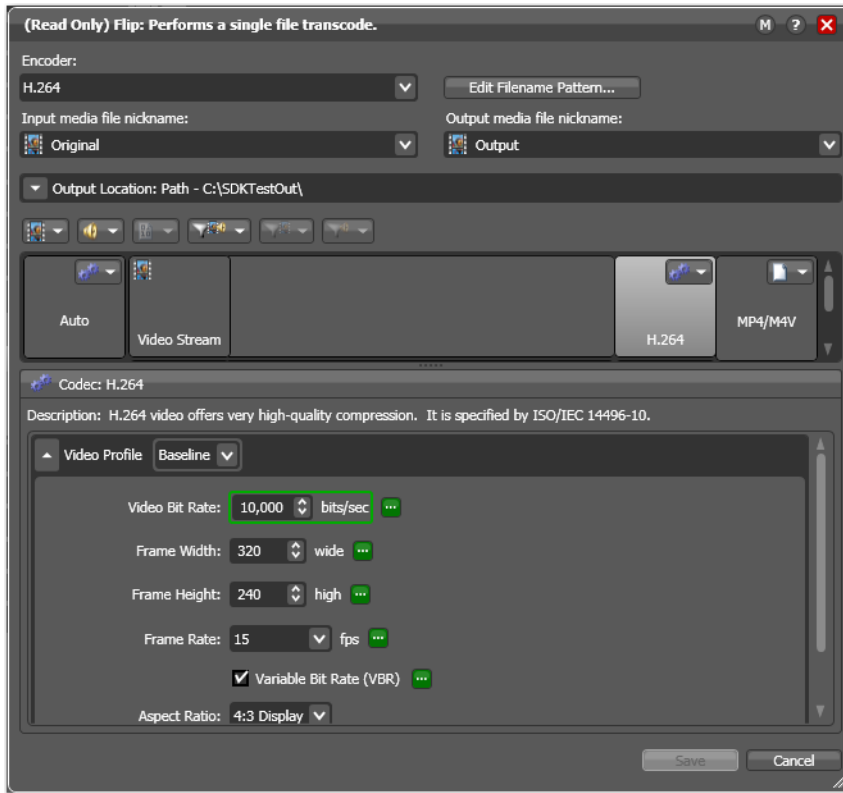 (Read Only) Flip: Performs a single file transcode.
M ?
Encoder:
H.264
Edit Filename Pattern...
Input media file nickname:
Output media file nickname:
Original
Output
Output Location: Path - C:\SDKTestOut\
Auto
Video Stream
H.264
MP4/M4V
Codec: H.264
Description: H.264 video offers very high-quality compression. It is specified by ISO/IEC 14496-10.
Video Profile Baseline
Video Bit Rate: 10,000 bits/sec
Frame Width: 320 wide
Frame Height: 240 high
Frame Rate: 15 fps
Variable Bit Rate (VBR)
Aspect Ratio: 4:3 Display
Save
Cancel